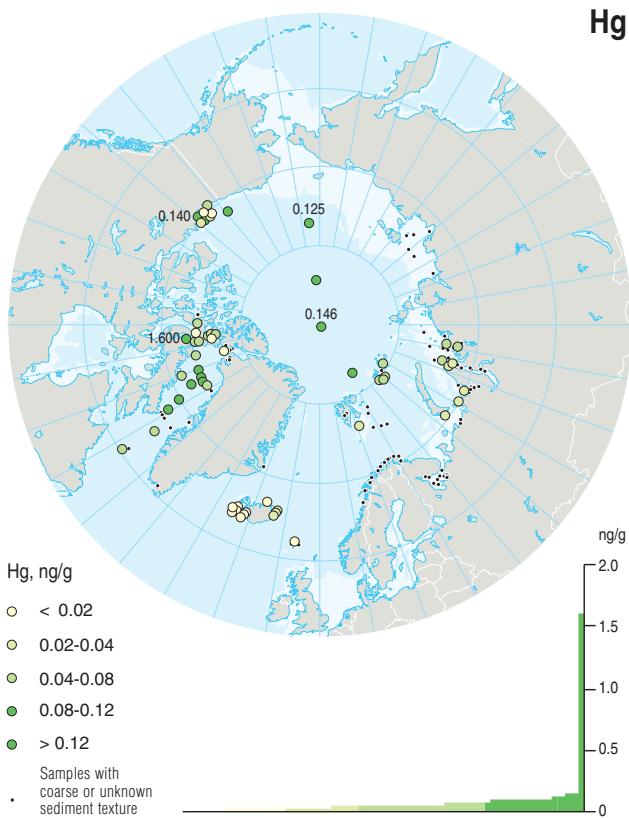 Hg
0.140
0.125
0.146
1.600
ng/g
2.0
1.5
1.0
0.5
0
Hg, ng/g
< 0.02
0.02-0.04
0.04-0.08
0.08-0.12
> 0.12
Samples with
coarse or unknown
sediment texture